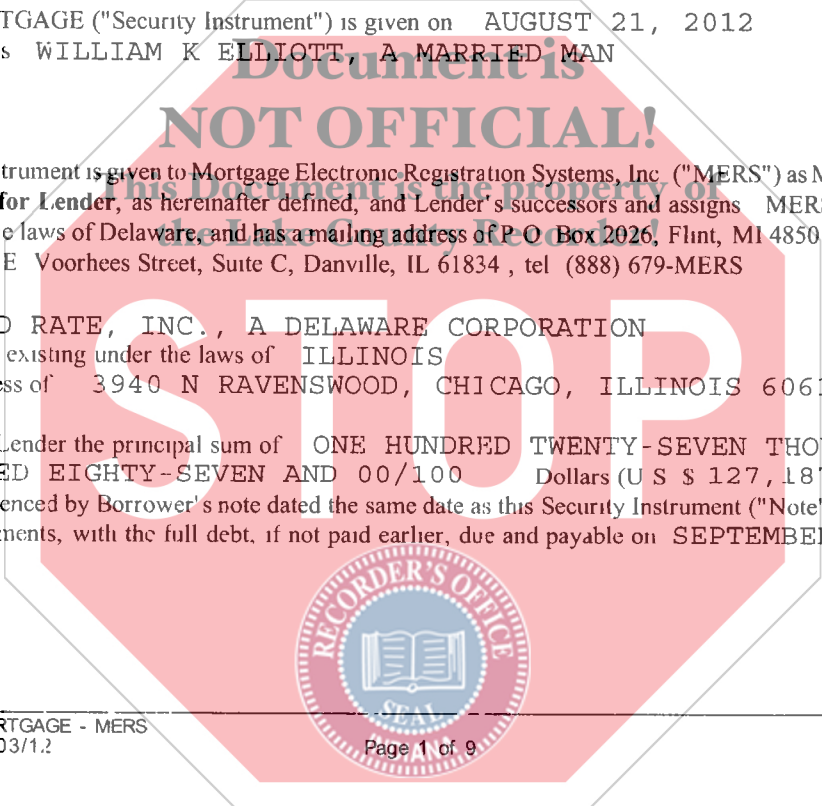 TGAGE ("Security Instrument") is given on AUGUST 21, 2012
s WILLIAM K ELLIOTT, A MARRIED MAN
Document is
NOT OFFICIAL!
trument is given to Mortgage Electronic Registration Systems, Inc ("MERS") as M
This Document is the property of
for Lender, as hereinafter defined, and Lender's successors and assigns MERS
the Lake County Recorder!
e laws of Delaware, and has a mailing address of P O Box 2026, Flint, MI 4850
E Voorhees Street, Suite C, Danville, IL 61834 , tel (888) 679-MERS
D RATE, INC., A DELAWARE CORPORATION
existing under the laws of ILLINOIS
ess of 3940 N RAVENSWOOD, CHICAGO, ILLINOIS 6061
STOP
Lender the principal sum of ONE HUNDRED TWENTY-SEVEN THOU
ED EIGHTY-SEVEN AND 00/100 Dollars (U S $ 127,187
enced by Borrower's note dated the same date as this Security Instrument ("Note"
ments, with the full debt, if not paid earlier, due and payable on SEPTEMBER
RECORDER'S OFFICE
SEAL
INDIANA
RTGAGE - MERS
03/12
Page 1 of 9